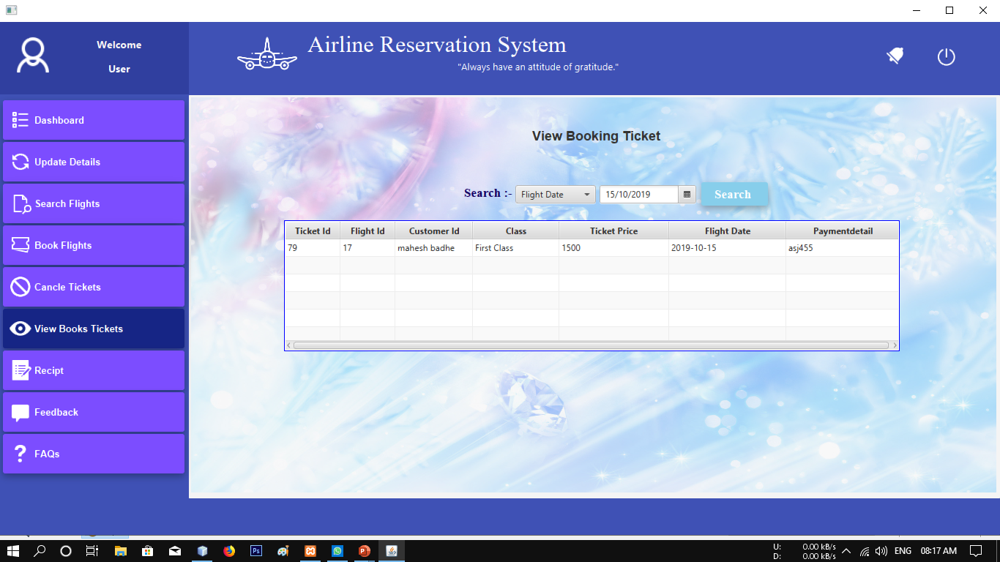 Welcome
User
Airline Reservation System
"Always have an attitude of gratitude."
Dashboard
Update Details
Search Flights
Book Flights
Cancle Tickets
View Books Tickets
Recipt
Feedback
FAQs
View Booking Ticket
Search :- Flight Date 15/10/2019 Search
Ticket Id Flight Id Customer Id Class Ticket Price Flight Date Paymentdetail
79 17 mahesh badhe First Class 1500 2019-10-15 asj455
U: 0.00 kB/s
D: 0.00 kB/s
ENG 08:17 AM